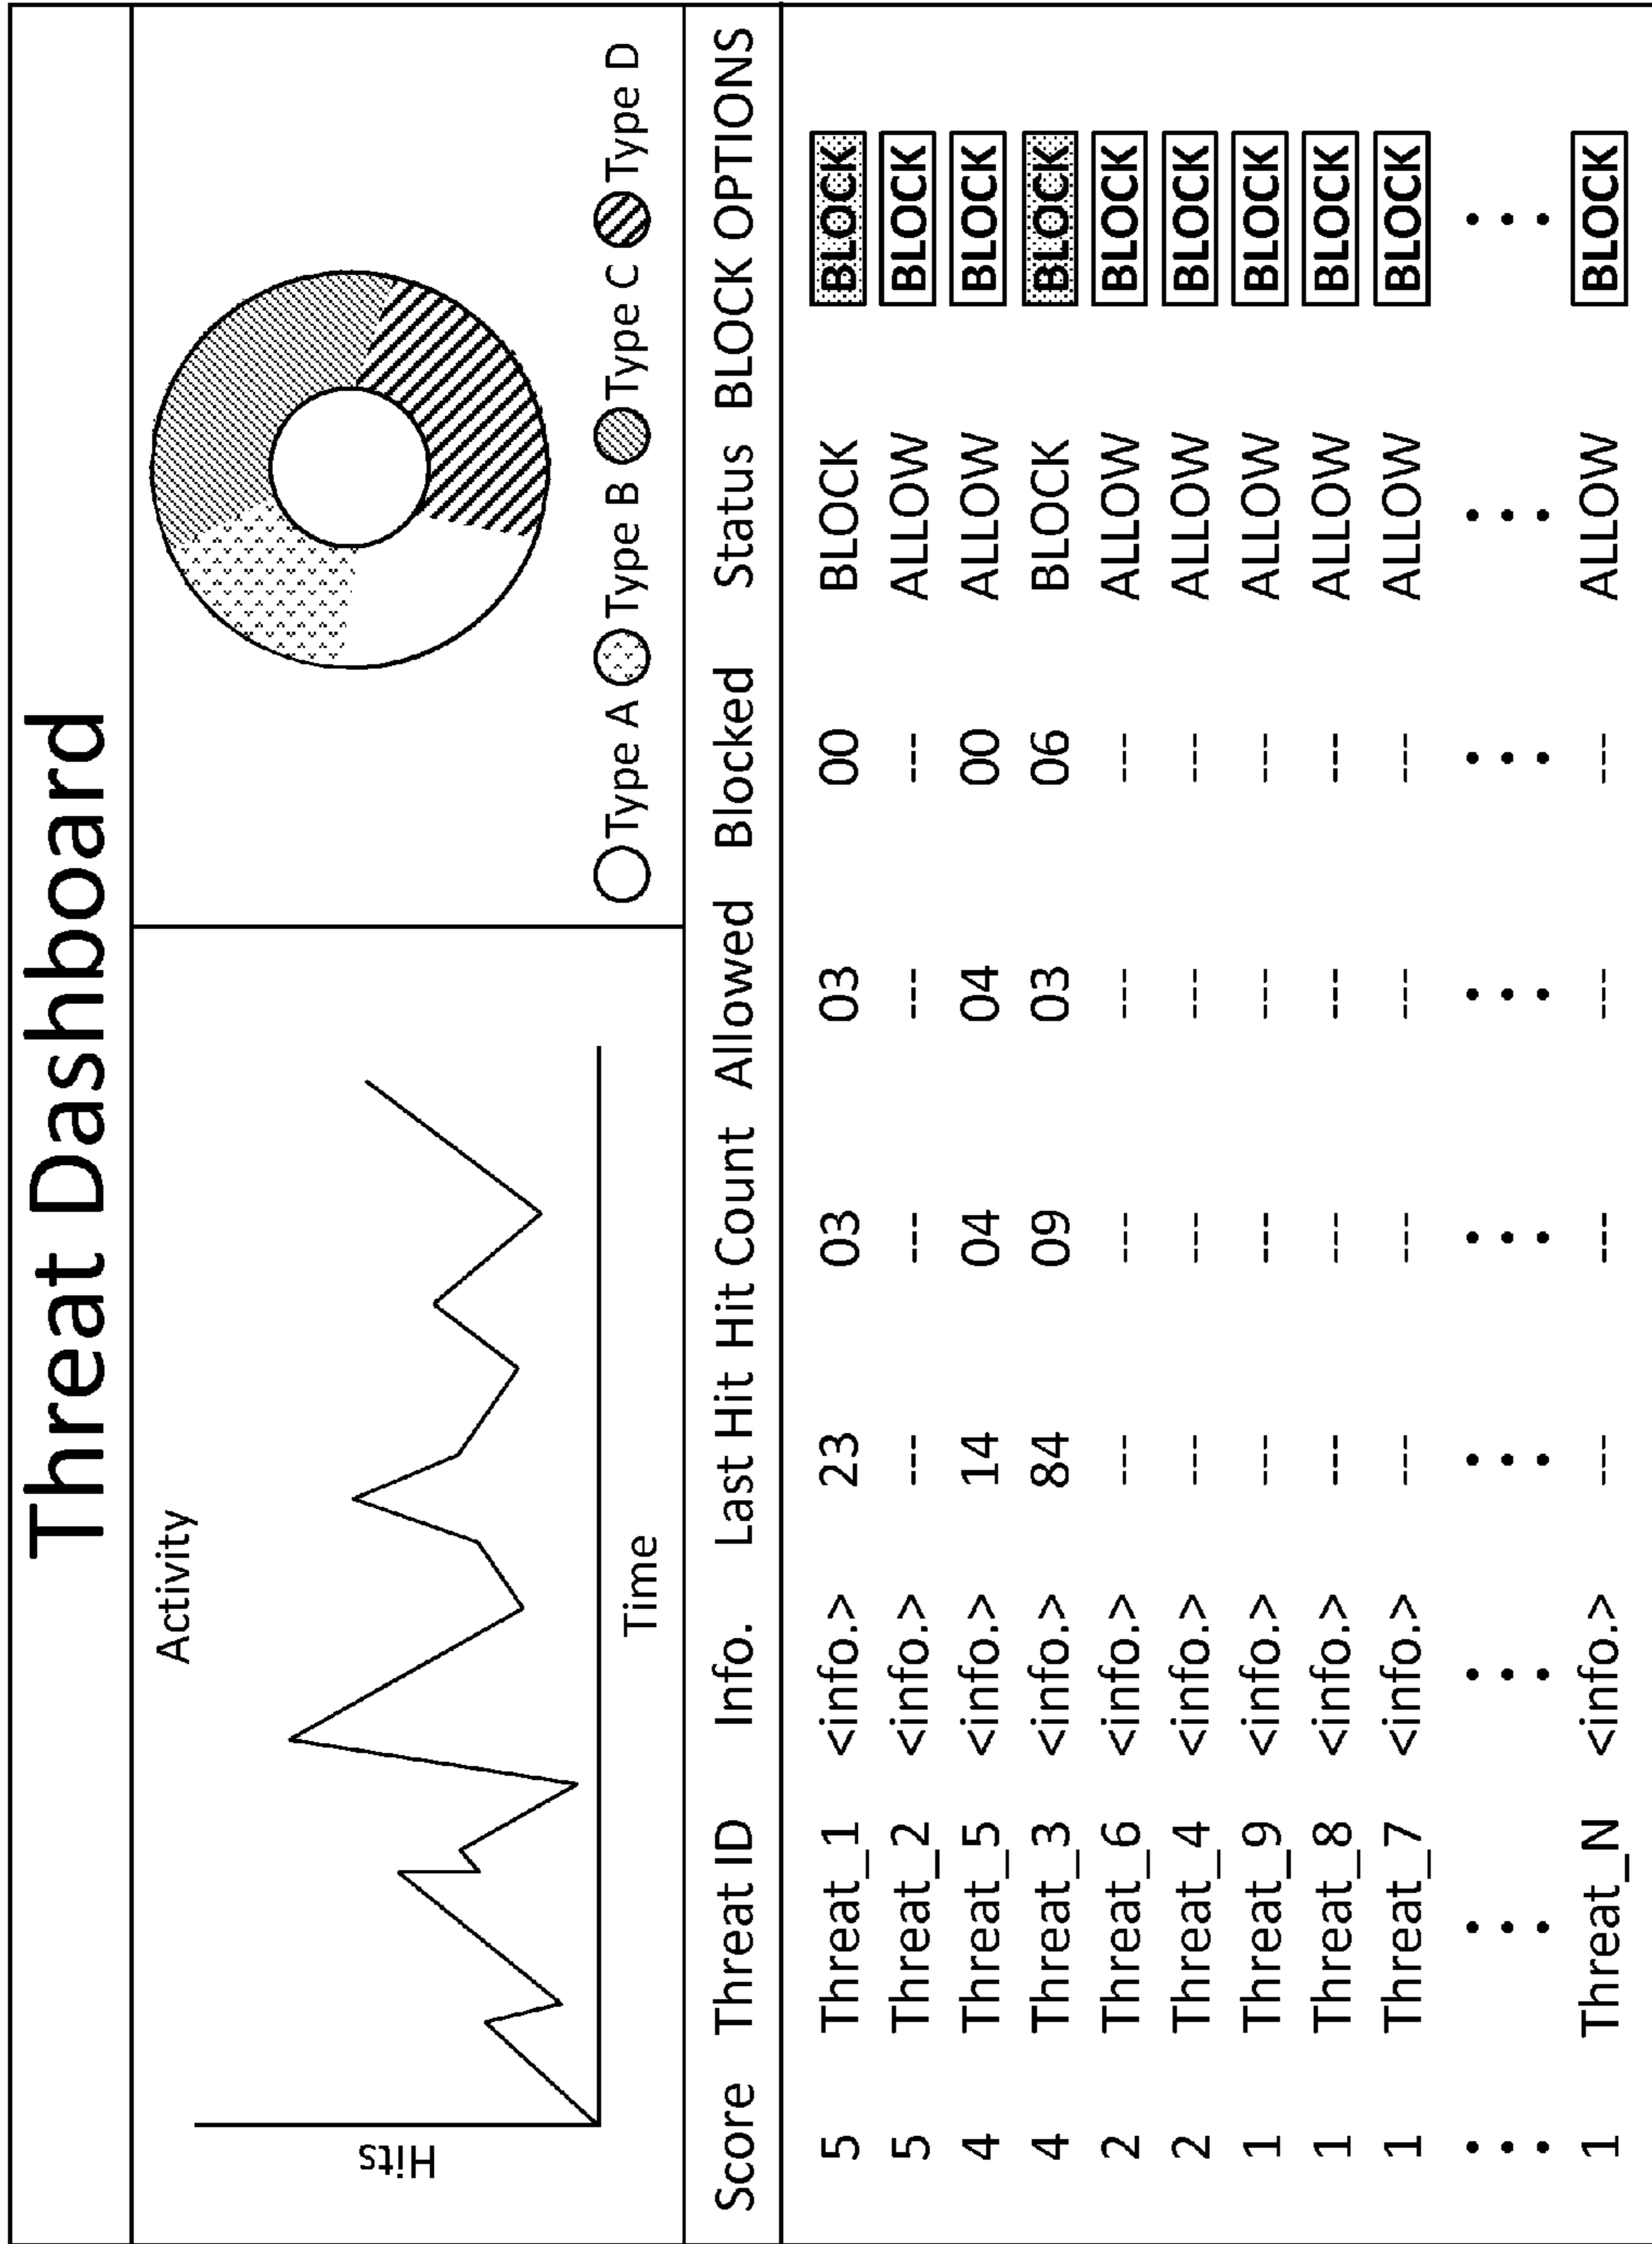 Threat Dashboard
Activity
Hits
Time
Type A Type B Type C Type D
Score Threat ID Info. Last Hit Hit Count Allowed Blocked Status BLOCK OPTIONS
5 Threat_1 <info.> 23 03 03 00 BLOCK BLOCK
5 Threat_2 <info.> --- --- --- --- ALLOW BLOCK
4 Threat_5 <info.> 14 04 04 00 ALLOW BLOCK
4 Threat_3 <info.> 84 09 03 06 BLOCK BLOCK
2 Threat_6 <info.> --- --- --- --- ALLOW BLOCK
2 Threat_4 <info.> --- --- --- --- ALLOW BLOCK
1 Threat_9 <info.> --- --- --- --- ALLOW BLOCK
1 Threat_8 <info.> --- --- --- --- ALLOW BLOCK
1 Threat_7 <info.> --- --- --- --- ALLOW BLOCK
1 Threat_N <info.> --- --- --- --- ALLOW BLOCK